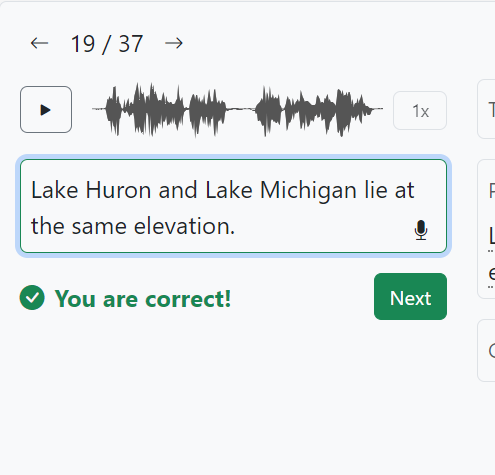 19 / 37
1x
Lake Huron and Lake Michigan lie at
the same elevation.
You are correct!
Next